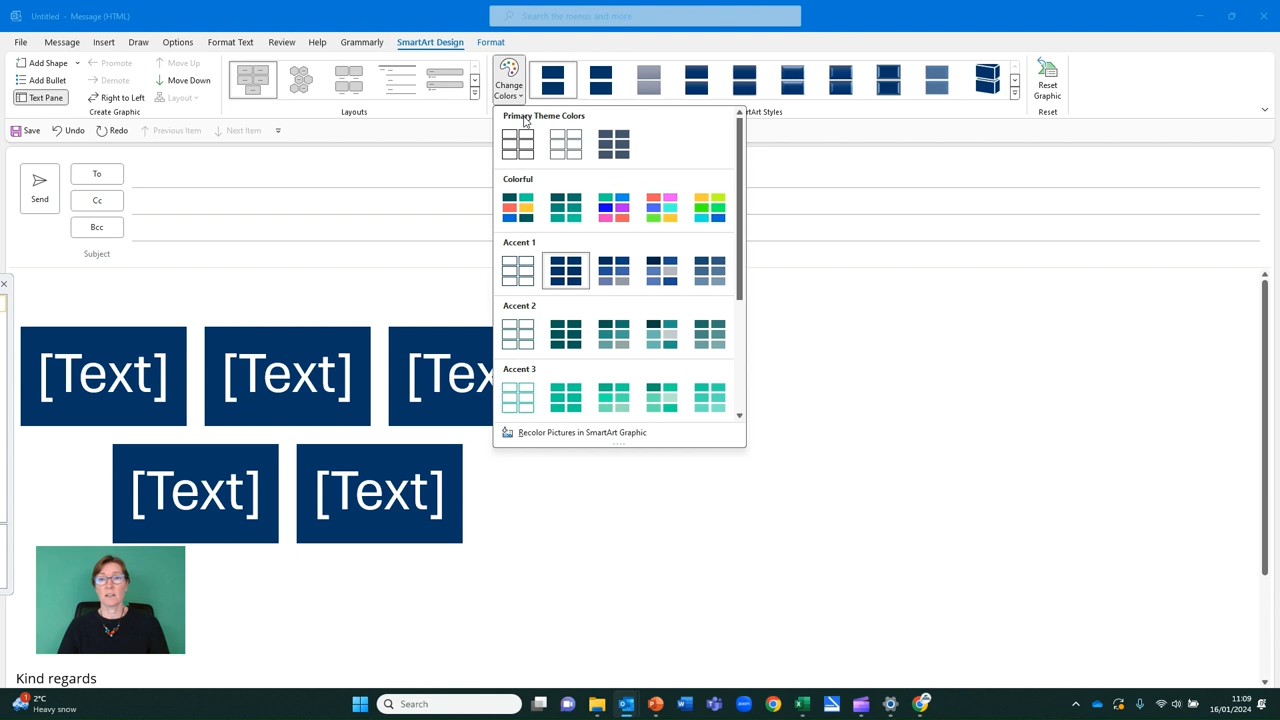 Untitled - Message (HTML)
Search the menus and more
File Message Insert Draw Options Format Text Review Help Grammarly SmartArt Design Format
Add Shape Promote Move Up
Add Bullet Demote Move Down
Text Pane Right to Left Layout
Create Graphic
Layouts
Change
Colors
Reset
Graphic
Reset
Save Undo Redo Previous Item Next Item
Send
To
Cc
Bcc
Subject
Primary Theme Colors
Colorful
Accent 1
Accent 2
Accent 3
Recolor Pictures in SmartArt Graphic
[Text] [Text] [Tex
[Text] [Text]
Kind regards
1
2°C
Heavy snow
Search
11:09
16/01/2024